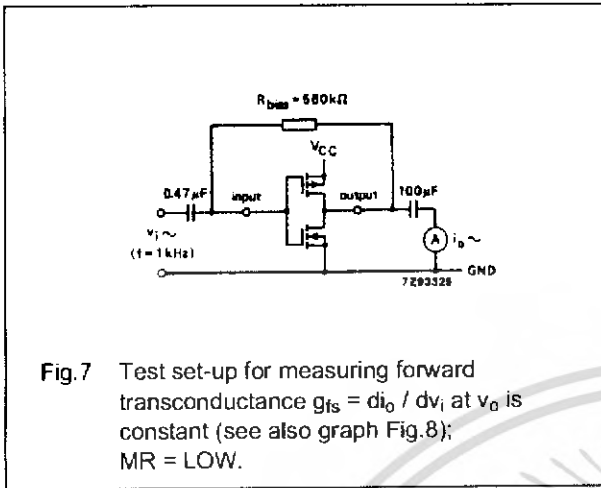 R_bias = 560kΩ
V_CC
0.47µF
input
output
100µF
v_i ~
(f = 1 kHz)
A
i_o ~
GND
7Z93329
Fig.7 Test set-up for measuring forward
transconductance g_fs = di_o / dv_i at v_o is
constant (see also graph Fig.8);
MR = LOW.